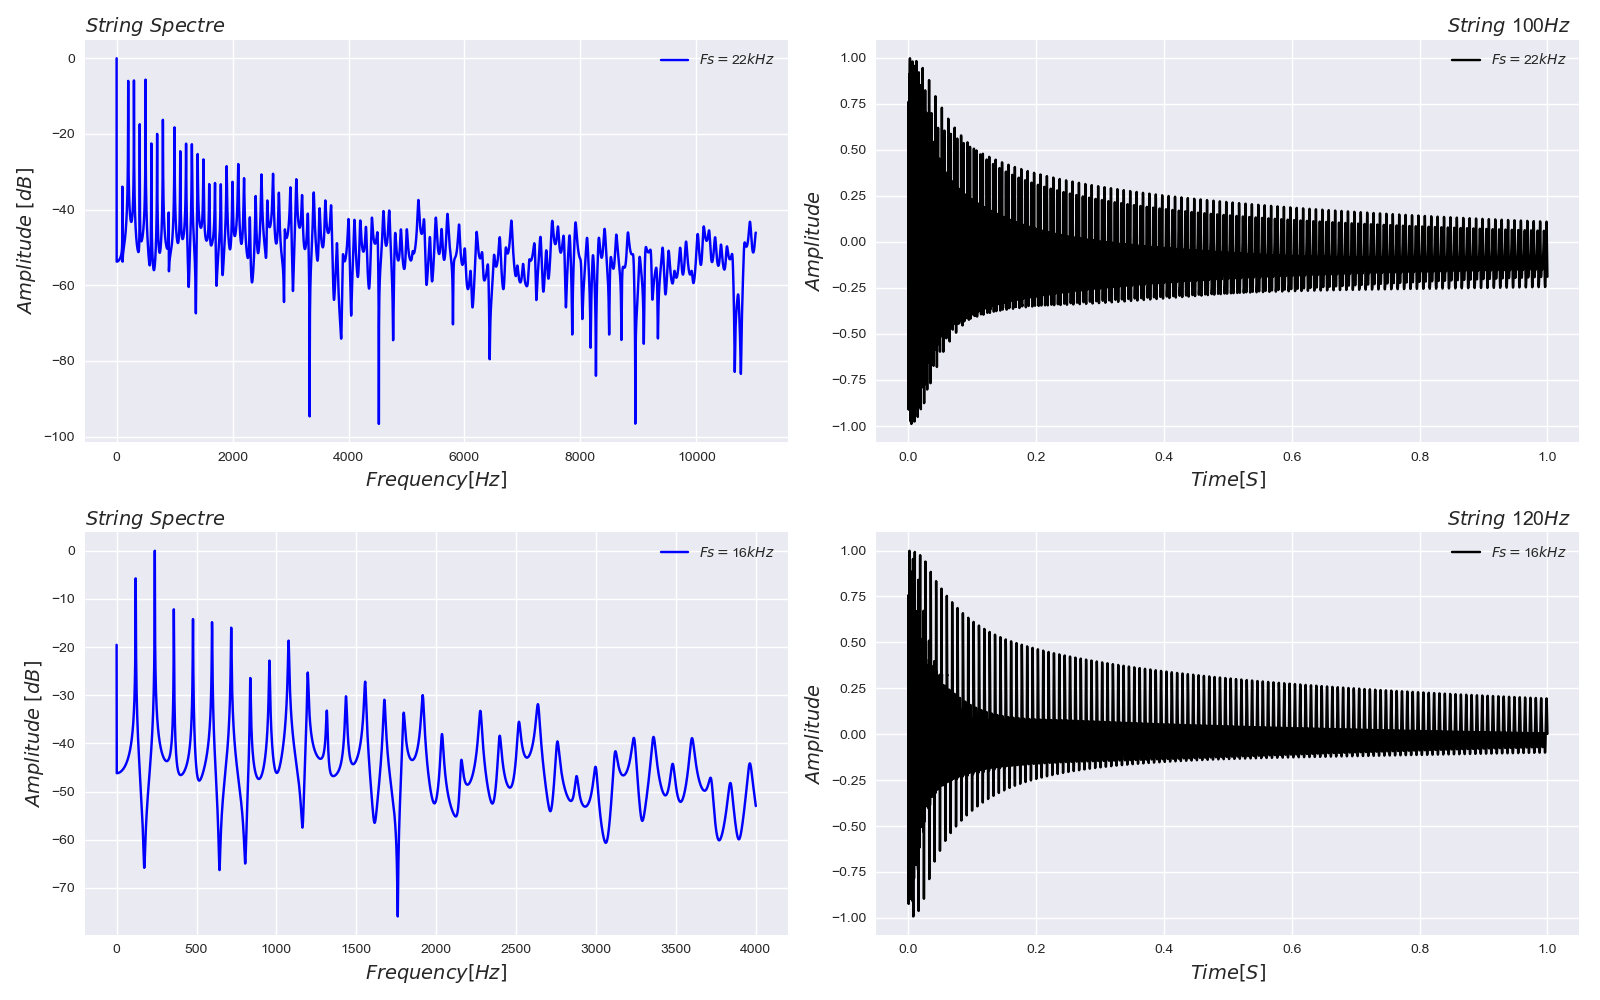 String Spectre
Fs = 22kHz
0
−20
−40
−60
−80
−100
Amplitude [dB]
0 2000 4000 6000 8000 10000
Frequency[Hz]
String 100Hz
Fs = 22kHz
1.00
0.75
0.50
0.25
0.00
−0.25
−0.50
−0.75
−1.00
Amplitude
0.0 0.2 0.4 0.6 0.8 1.0
Time[S]
String Spectre
Fs = 16kHz
0
−10
−20
−30
−40
−50
−60
−70
Amplitude [dB]
0 500 1000 1500 2000 2500 3000 3500 4000
Frequency[Hz]
String 120Hz
Fs = 16kHz
1.00
0.75
0.50
0.25
0.00
−0.25
−0.50
−0.75
−1.00
Amplitude
0.0 0.2 0.4 0.6 0.8 1.0
Time[S]